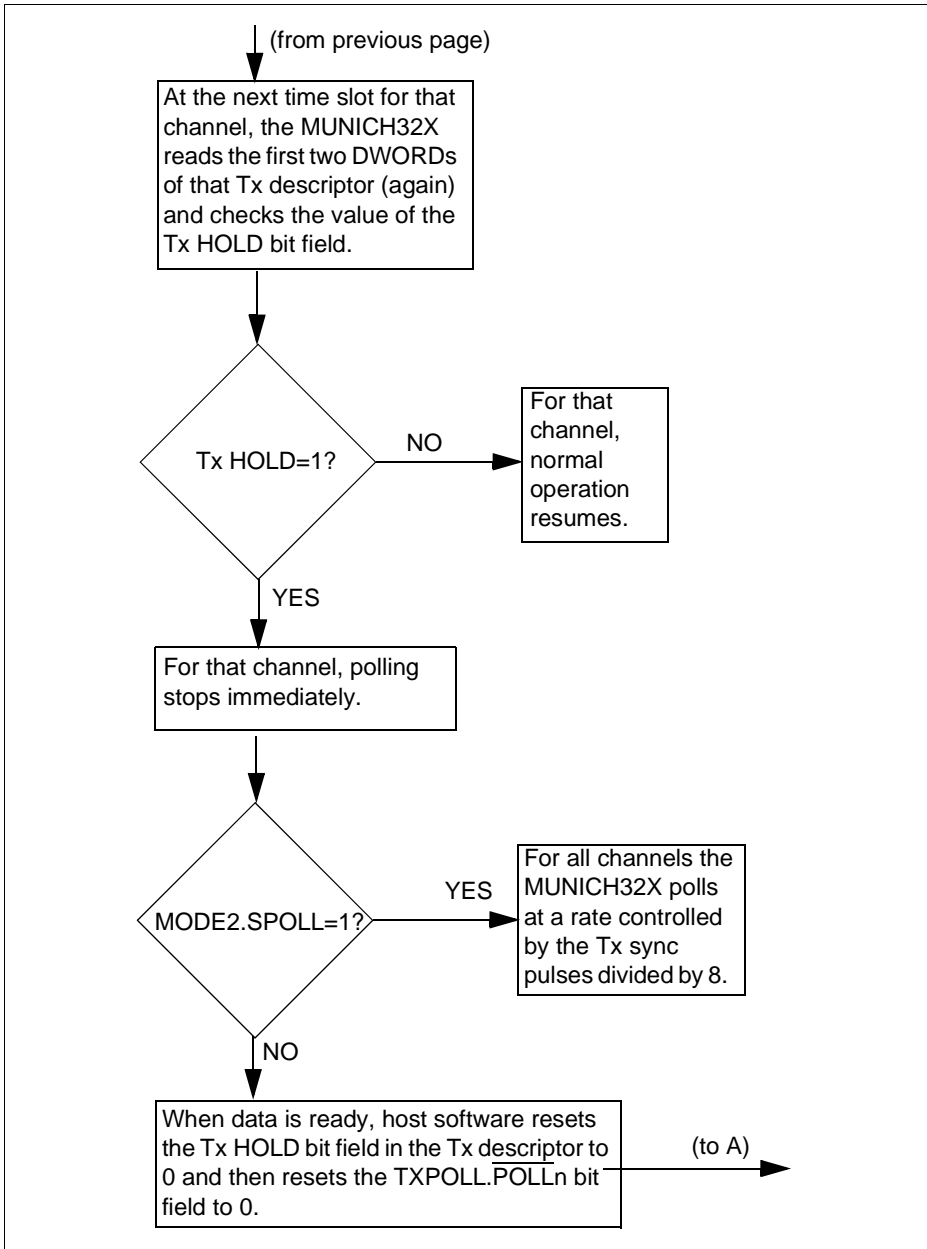 (from previous page)
At the next time slot for that
channel, the MUNICH32X
reads the first two DWORDs
of that Tx descriptor (again)
and checks the value of the
Tx HOLD bit field.
Tx HOLD=1?
NO
For that
channel,
normal
operation
resumes.
YES
For that channel, polling
stops immediately.
MODE2.SPOLL=1?
YES
For all channels the
MUNICH32X polls
at a rate controlled
by the Tx sync
pulses divided by 8.
NO
When data is ready, host software resets
the Tx HOLD bit field in the Tx descriptor to
0 and then resets the TXPOLL.P̅O̅L̅L̅n bit
field to 0.
(to A)